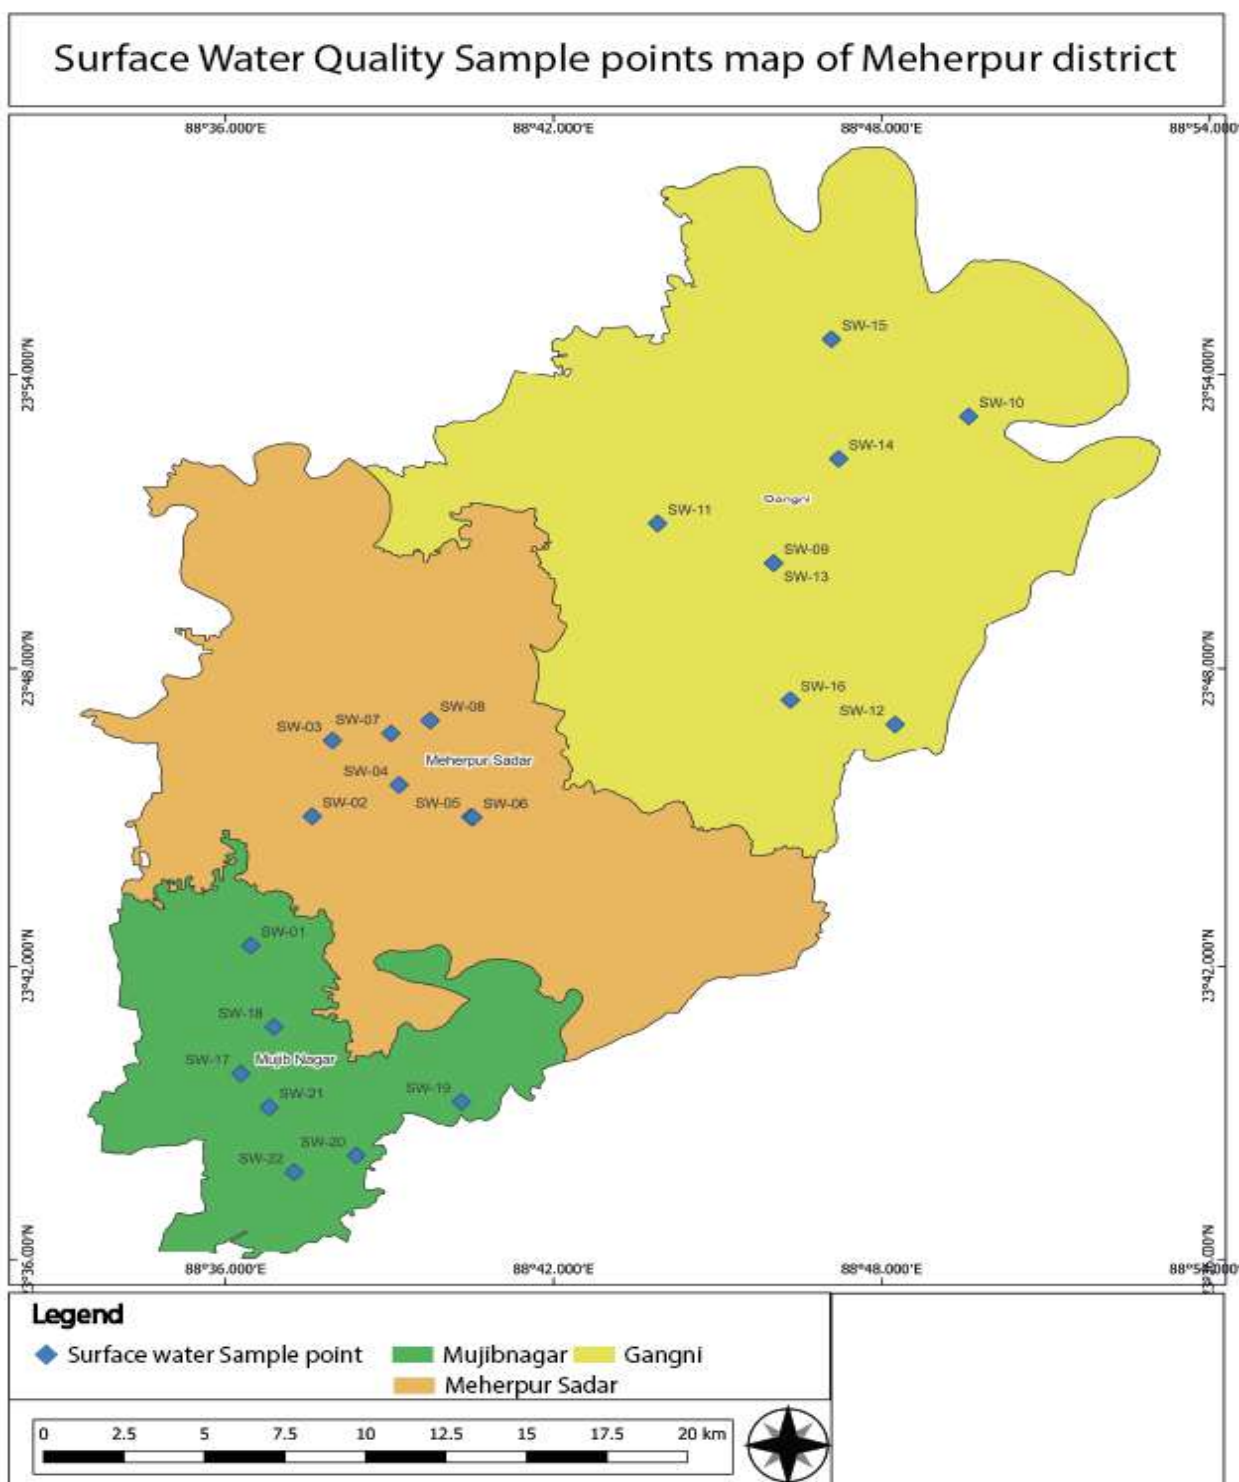 Surface Water Quality Sample points map of Meherpur district
88°36.000'E 88°42.000'E 88°48.000'E 88°54.000'
SW-15
23°54.000'N 23°54.000'N
SW-10
SW-14
Gangni
SW-11
SW-09
SW-13
23°48.000'N 23°48.000'N
SW-16
SW-12
SW-08
SW-07
SW-03
Meherpur Sadar
SW-04
SW-02 SW-05 SW-06
SW-01
23°42.000'N 23°42.000'N
SW-18
SW-17 Mujib Nagar
SW-21 SW-19
SW-20
SW-22
23°36.000'N
88°36.000'E 88°42.000'E 88°48.000'E
Legend
Surface water Sample point Mujibnagar Gangni
Meherpur Sadar
0 2.5 5 7.5 10 12.5 15 17.5 20 km